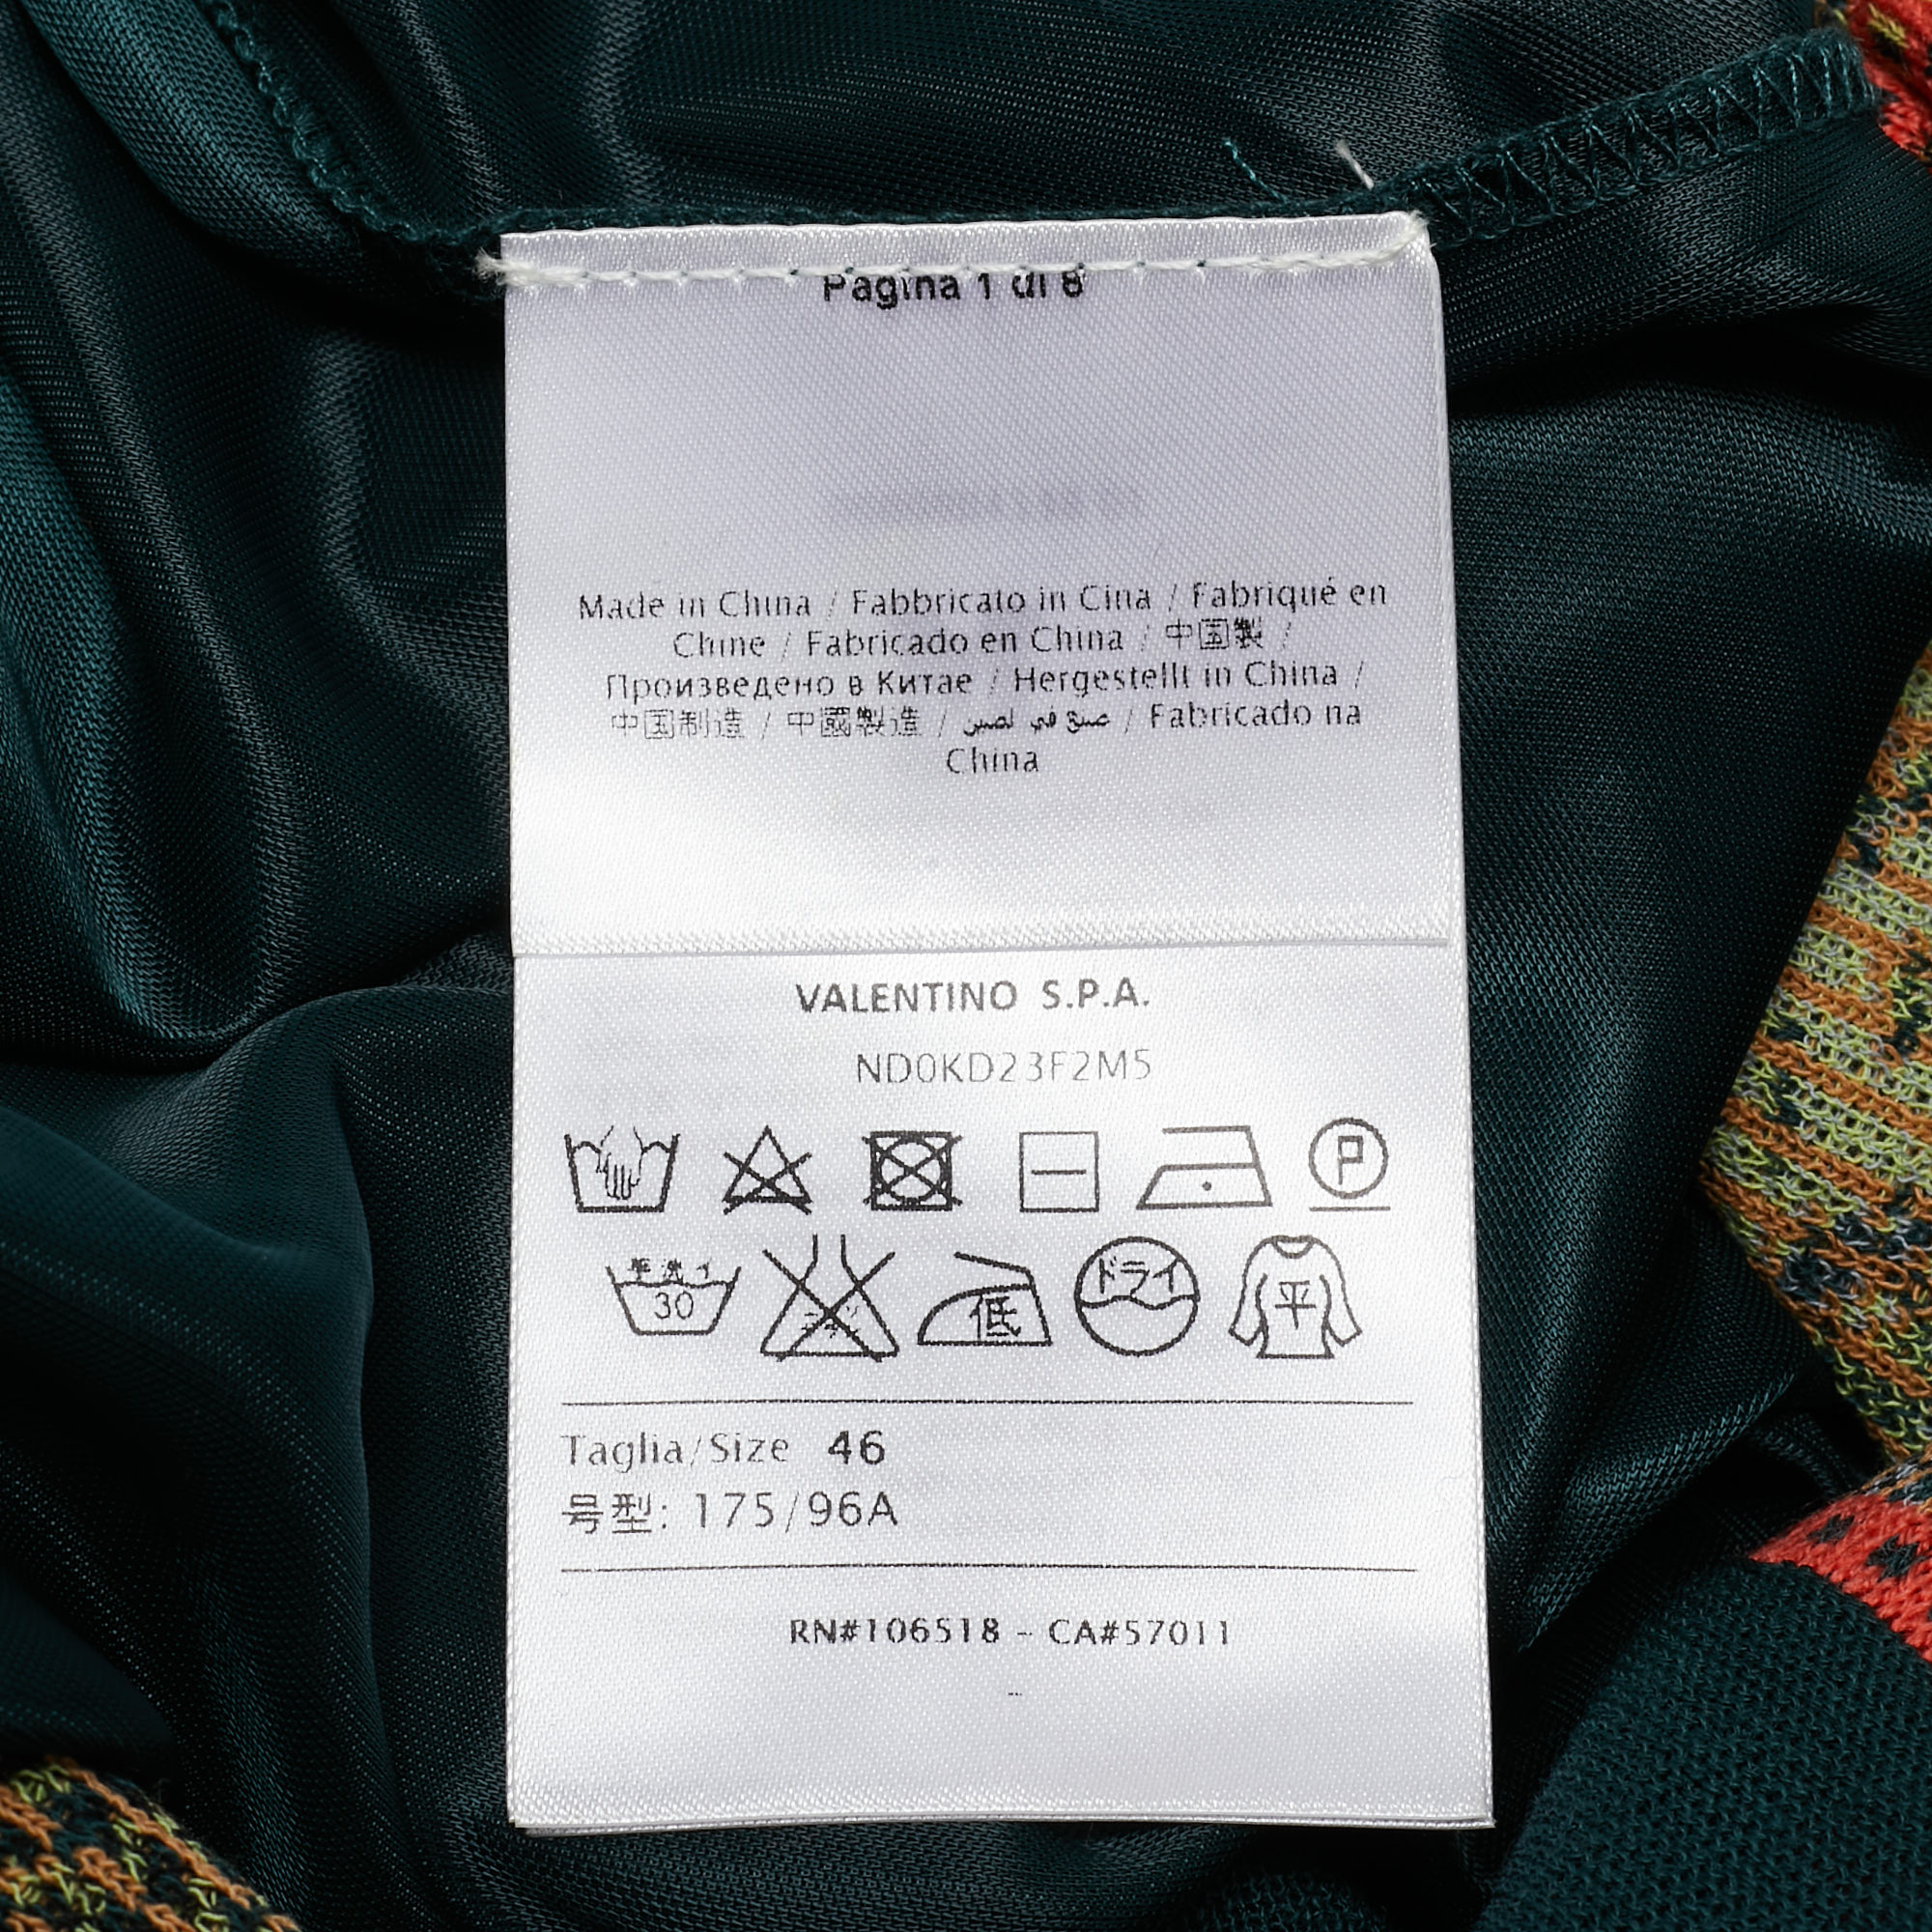 Pagina 1 di 8
Made in China / Fabbricato in Cina / Fabriqué en
Chine / Fabricado en China / 中国製 /
Произведено в Китае / Hergestellt in China /
中国制造 / 中國製造 / صنع في لصين / Fabricado na
China
VALENTINO S.P.A.
ND0KD23F2M5
P
30 低 ドライ 平
Taglia/Size 46
号型: 175/96A
RN#106518 - CA#57011